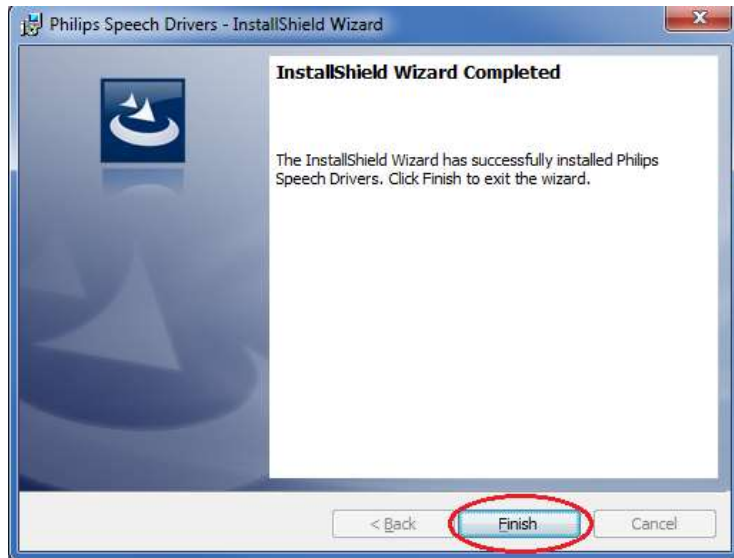 Philips Speech Drivers - InstallShield Wizard
InstallShield Wizard Completed
The InstallShield Wizard has successfully installed Philips
Speech Drivers. Click Finish to exit the wizard.
< Back
Finish
Cancel